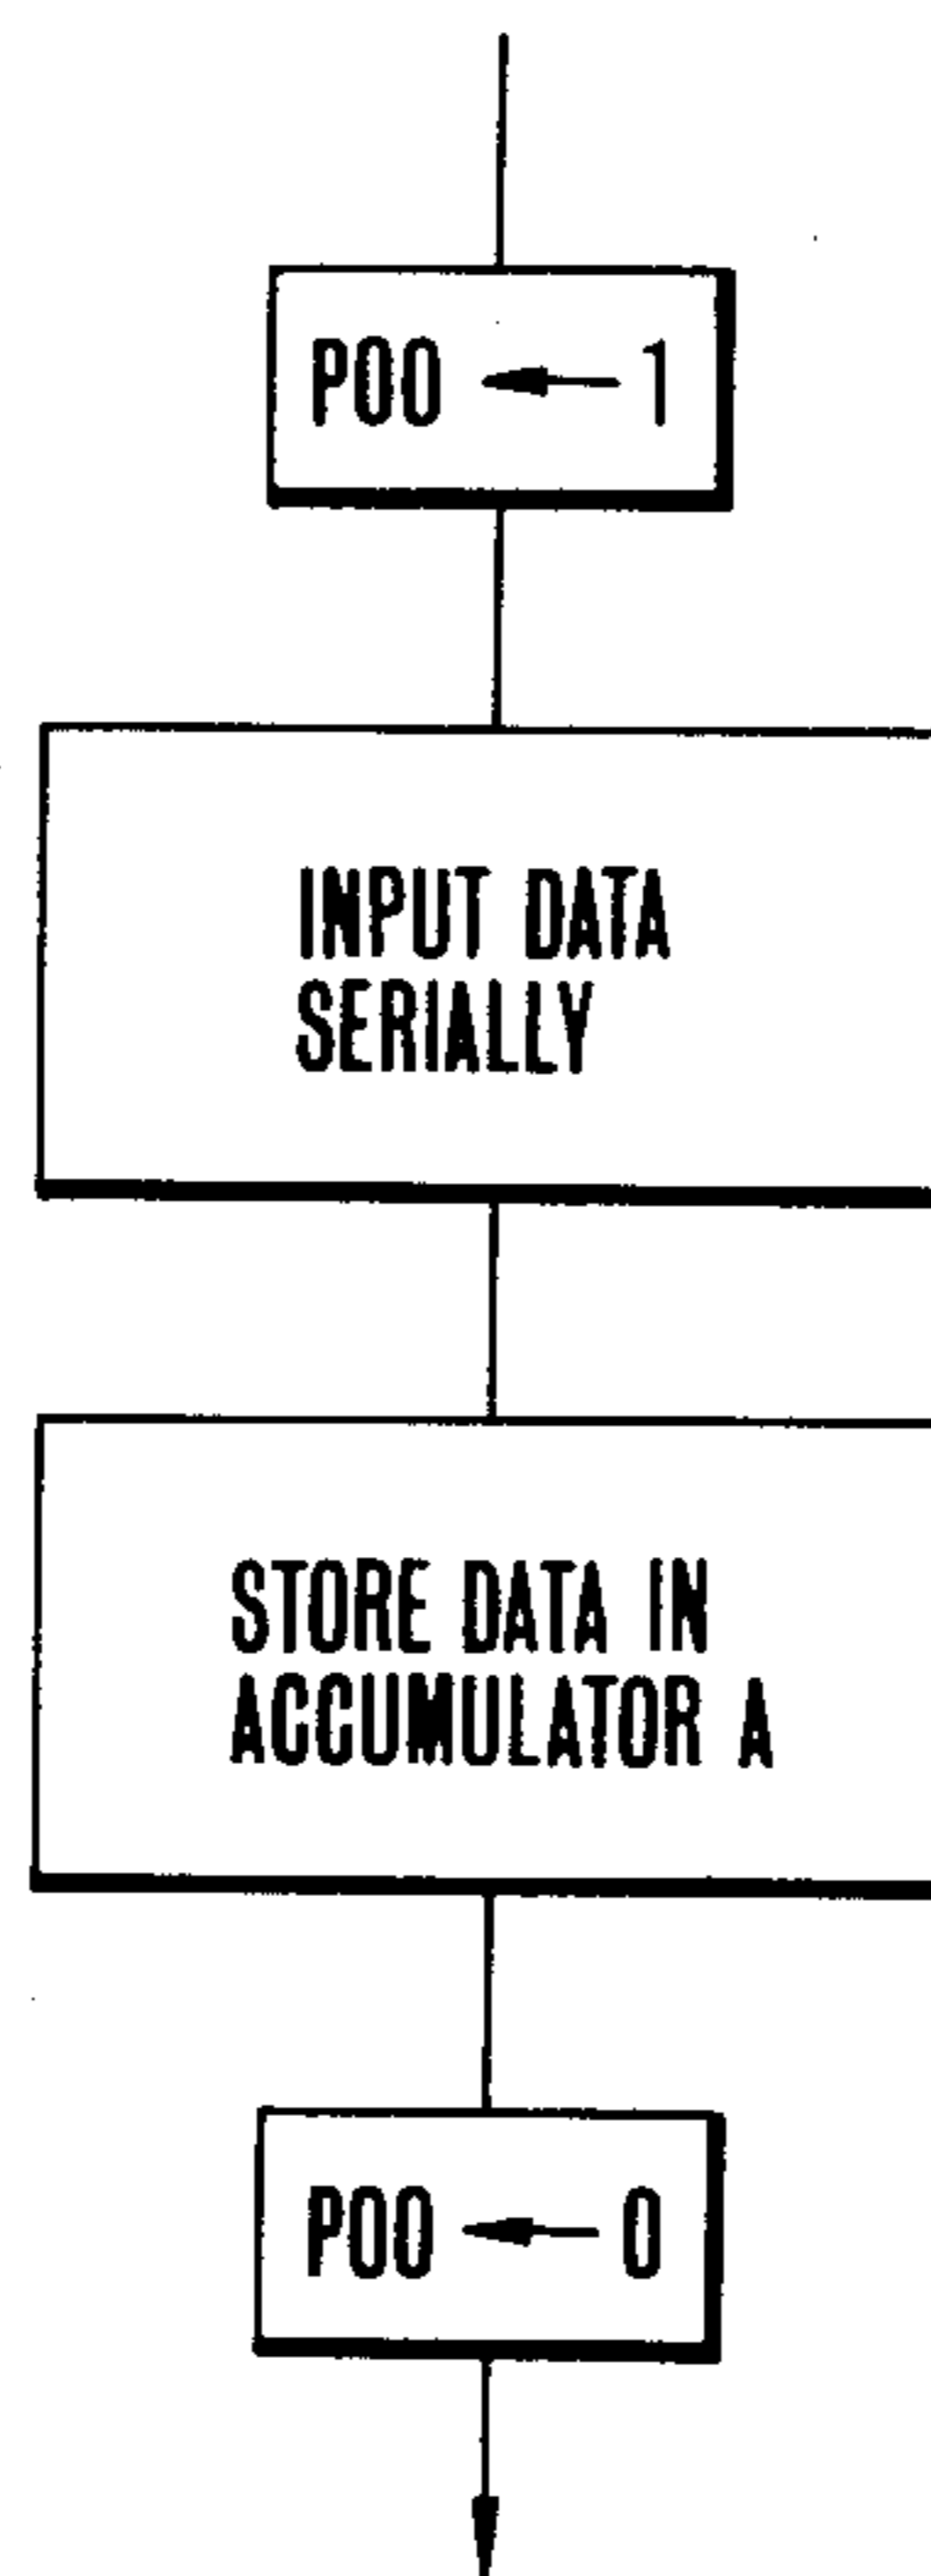 P00 ← 1
INPUT DATA
SERIALLY
STORE DATA IN
ACCUMULATOR A
P00 ← 0